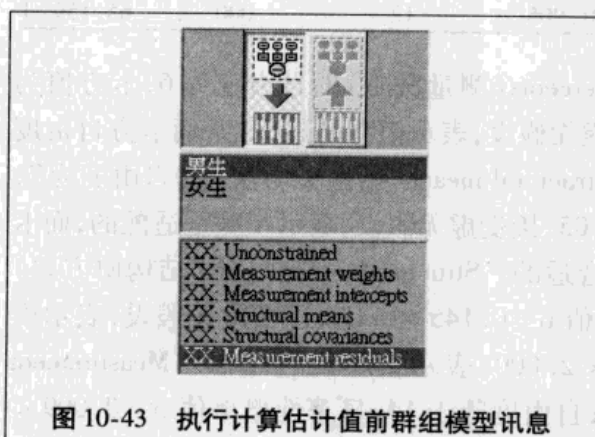 男生
女生
XX: Unconstrained
XX: Measurement weights
XX: Measurement intercepts
XX: Structural means
XX: Structural covariances
XX: Measurement residuals
图 10-43 执行计算估计值前群组模型讯息